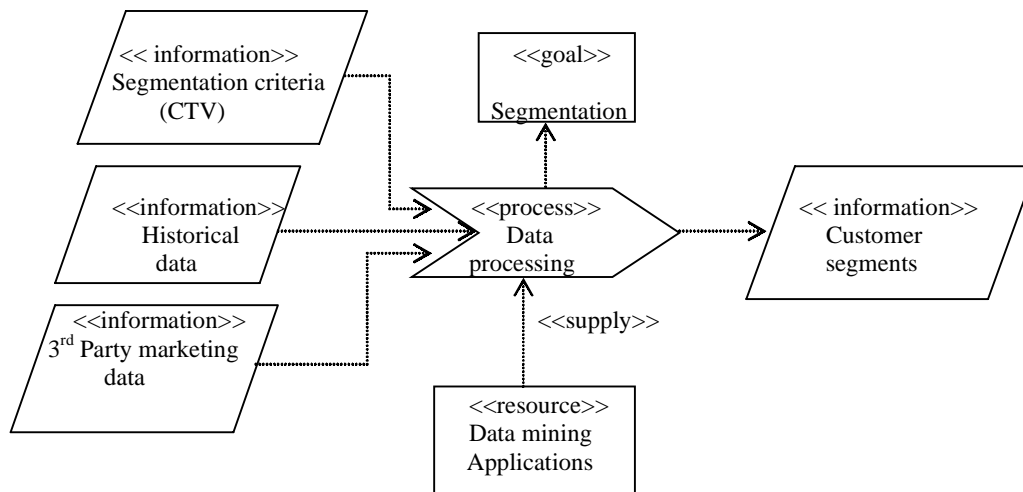 << information>>
Segmentation criteria
(CTV)
<<goal>>
Segmentation
<<information>>
Historical
data
<<process>>
Data
processing
<< information>>
Customer
segments
<<information>>
3rd Party marketing
data
<<supply>>
<<resource>>
Data mining
Applications